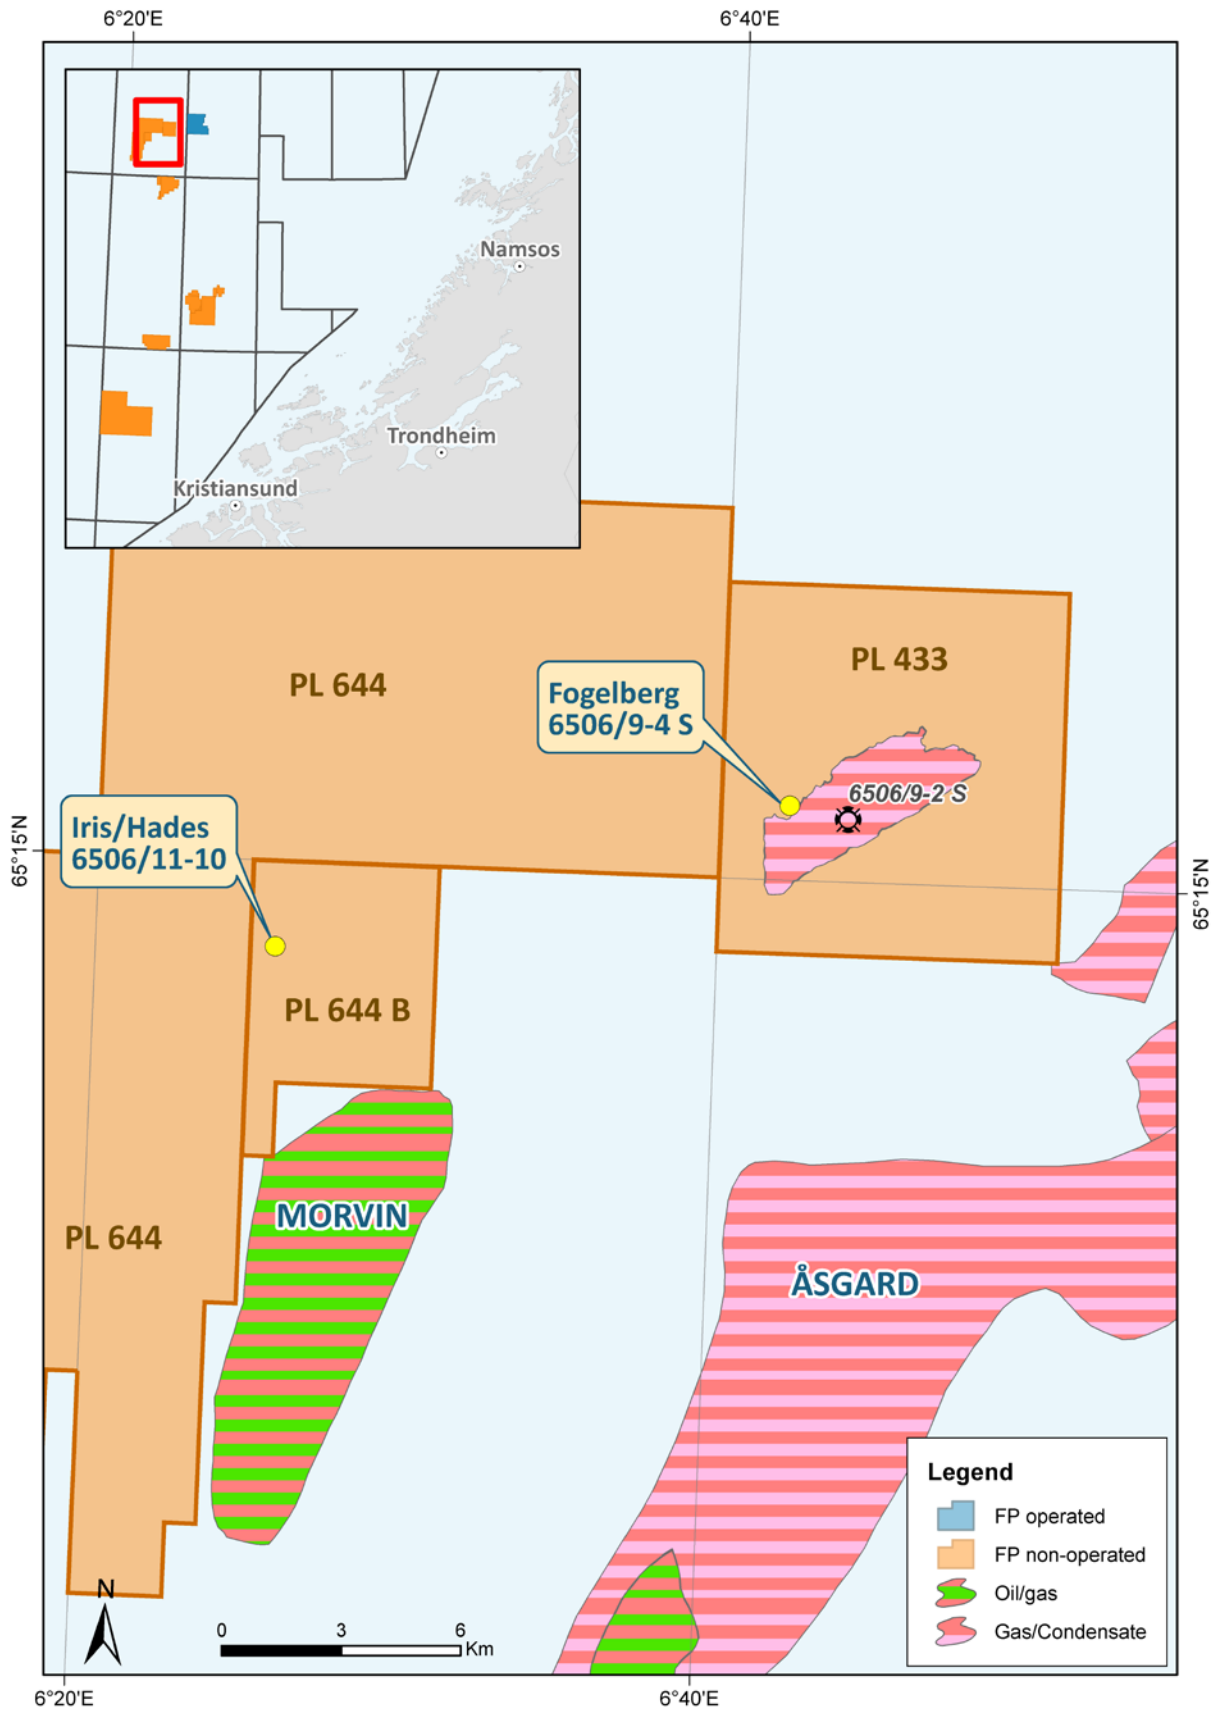 6°20'E
6°40'E
Namsos
Trondheim
Kristiansund
PL 644
PL 433
Fogelberg
6506/9-4 S
6506/9-2 S
Iris/Hades
6506/11-10
65°15'N
65°15'N
PL 644 B
MORVIN
PL 644
ÅSGARD
Legend
FP operated
FP non-operated
Oil/gas
Gas/Condensate
N
0 3 6
Km
6°20'E
6°40'E